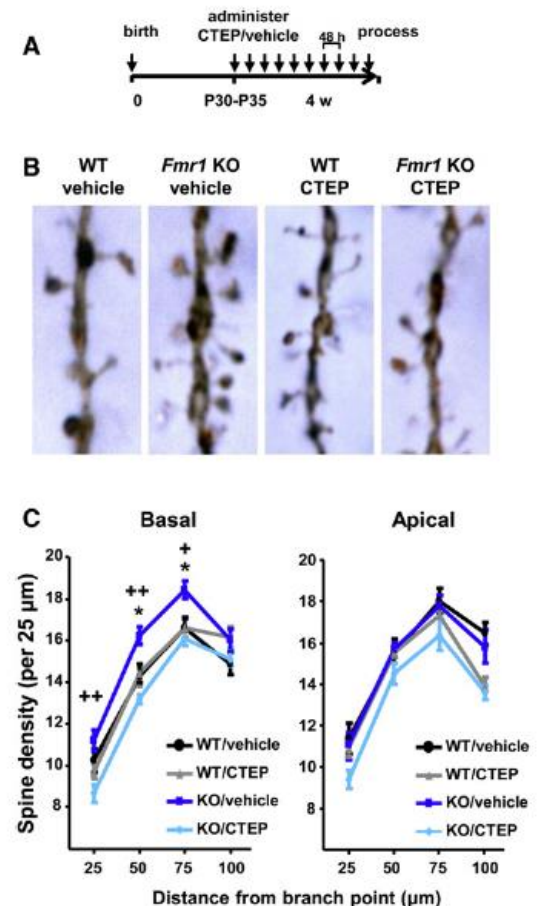 A
birth
administer
CTEP/vehicle
48 h
process
0
P30-P35
4 w
B
WT
vehicle
Fmr1 KO
vehicle
WT
CTEP
Fmr1 KO
CTEP
C
Basal
Apical
Spine density (per 25 µm)
20
18
16
14
12
10
8
++
++
*
+
*
WT/vehicle
WT/CTEP
KO/vehicle
KO/CTEP
25 50 75 100
20
18
16
14
12
10
8
WT/vehicle
WT/CTEP
KO/vehicle
KO/CTEP
25 50 75 100
Distance from branch point (µm)